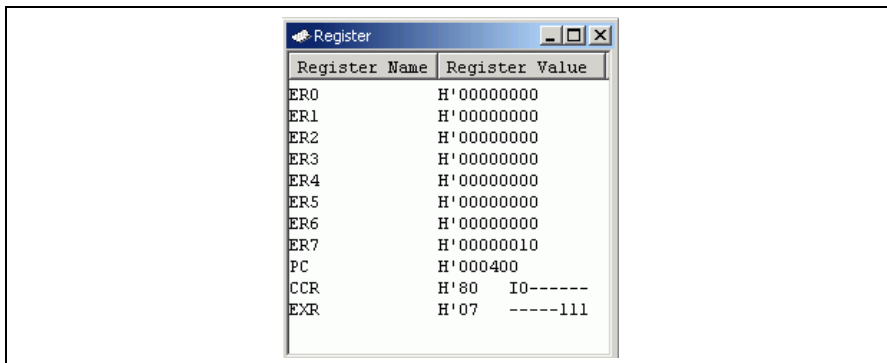 Register
Register Name Register Value
ER0 H'00000000
ER1 H'00000000
ER2 H'00000000
ER3 H'00000000
ER4 H'00000000
ER5 H'00000000
ER6 H'00000000
ER7 H'00000010
PC H'000400
CCR H'80 I0------
EXR H'07 -----111